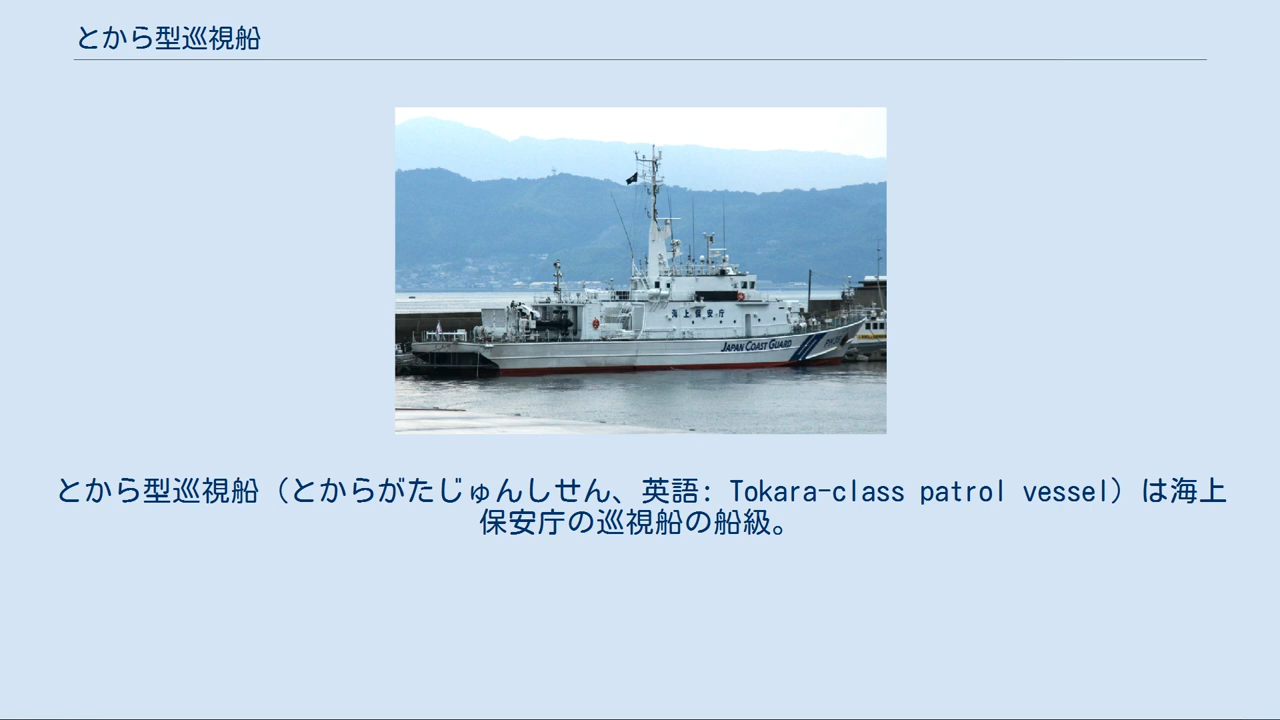 とから型巡視船
海上保安庁
JAPAN COAST GUARD
とから型巡視船（とからがたじゅんしせん、英語: Tokara-class patrol vessel）は海上
保安庁の巡視船の船級。